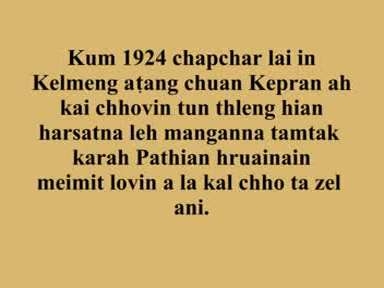 Kum 1924 chapchar lai in
Kelmeng aṭang chuan Kepran ah
kai chhovin tun thleng hian
harsatna leh manganna tamtak
karah Pathian hruainain
meimit lovin a la kal chho ta zel
ani.